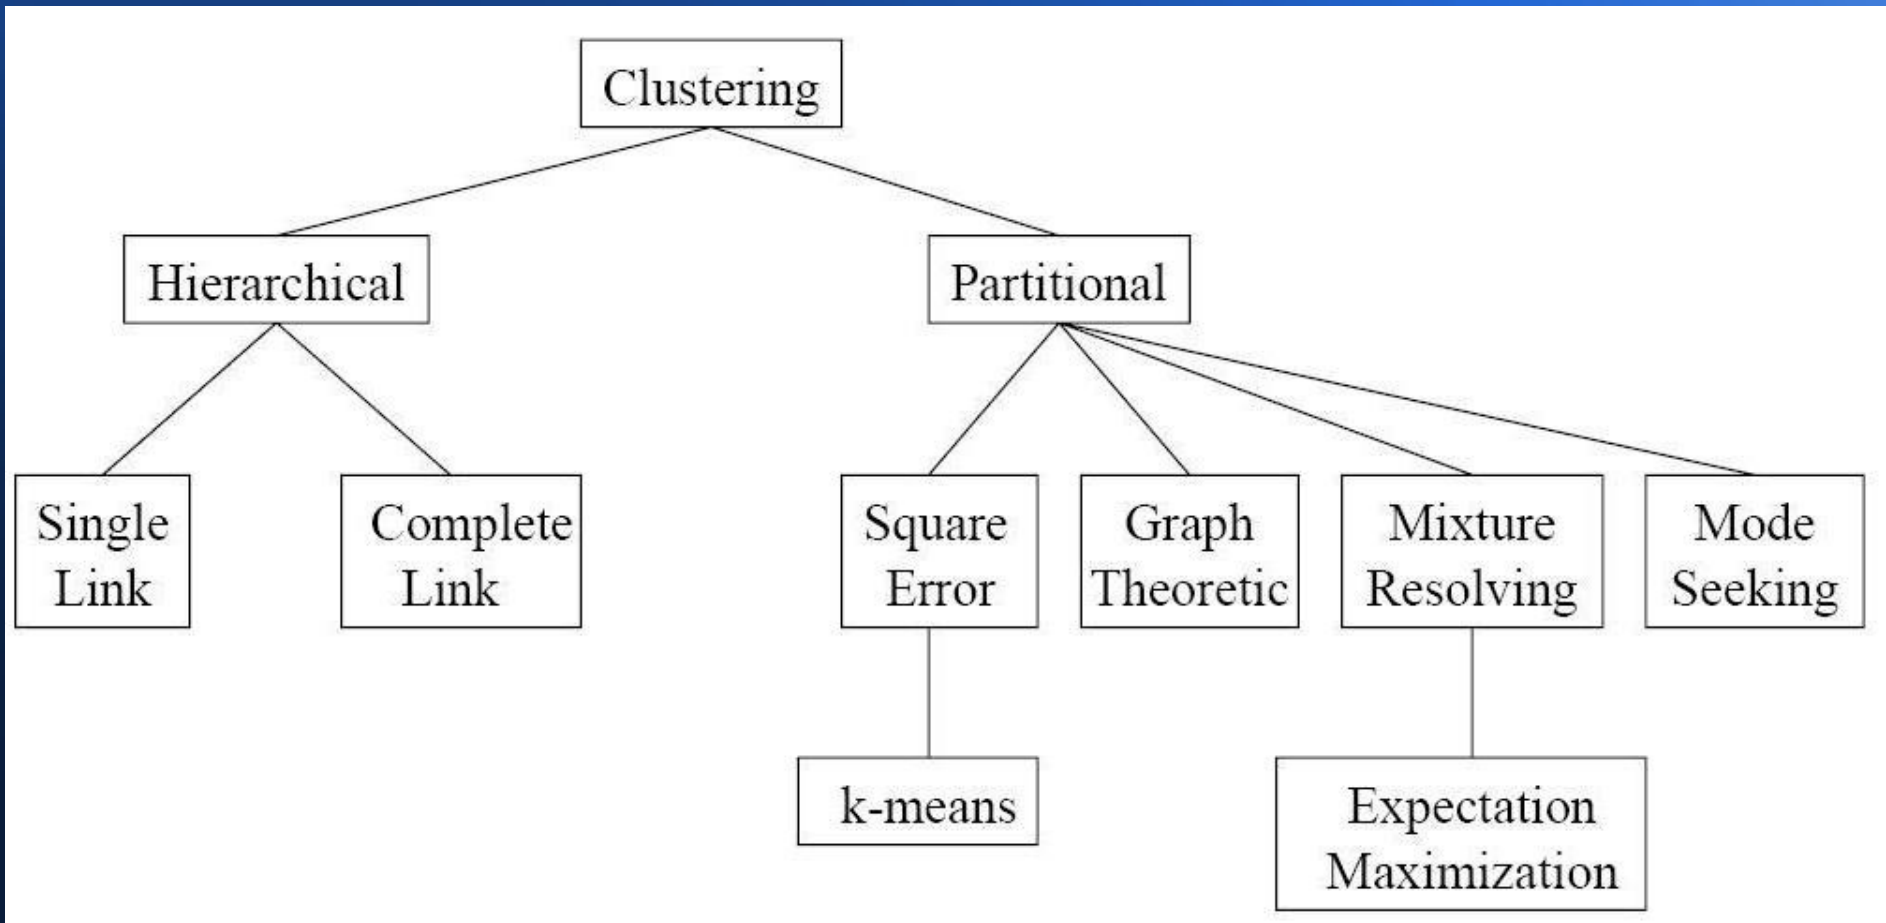 Clustering
Hierarchical
Partitional
Single
Link
Complete
Link
Square
Error
Graph
Theoretic
Mixture
Resolving
Mode
Seeking
k-means
Expectation
Maximization